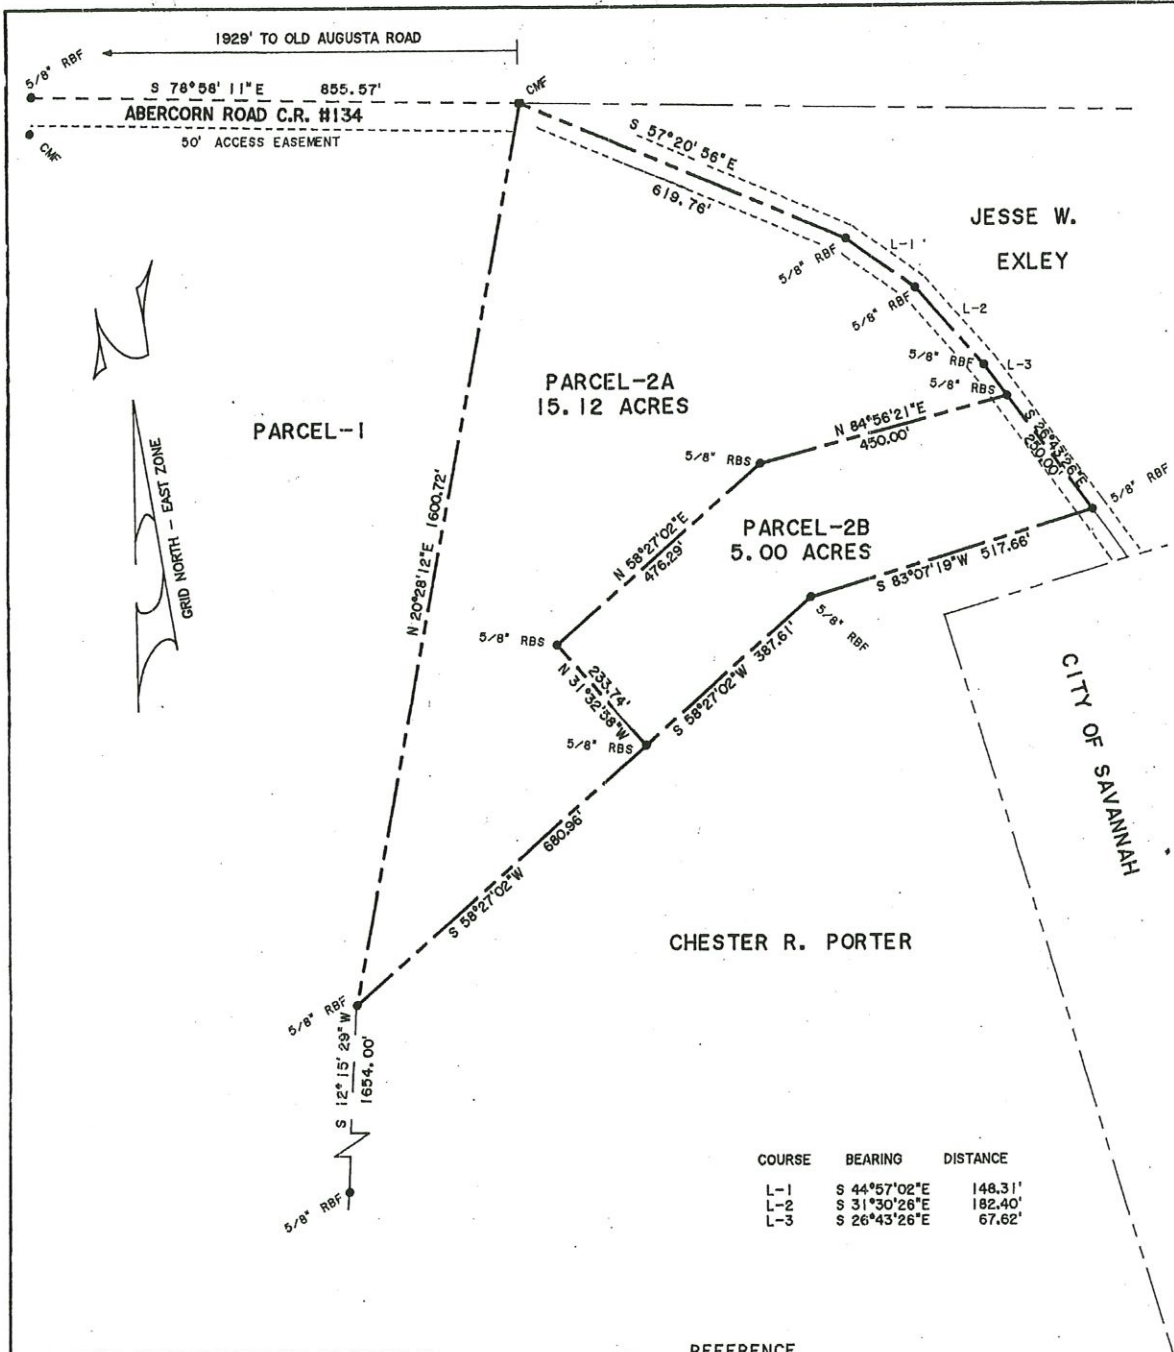 1929' TO OLD AUGUSTA ROAD
5/8" RBF
S 78°58' 11"E 855.57'
CMF
ABERCORN ROAD C.R. #134
50' ACCESS EASEMENT
CMF
S 57°20' 56"E
619.76'
JESSE W.
EXLEY
L-1
5/8" RBF
L-2
5/8" RBF
L-3
5/8" RBF
5/8" RBS
PARCEL-2A
15.12 ACRES
PARCEL-1
N 84°56'21"E
450.00'
S 26°43'26"E
250.00'
5/8" RBS
5/8" RBF
GRID NORTH - EAST ZONE
N 20°28'12"E 1600.72'
N 58°27'02"E
476.29'
PARCEL-2B
5.00 ACRES
S 83°07'19"W 517.66'
5/8" RBF
5/8" RBS
233.74'
N 31°32'58"W
S 58°27'02"W 387.61'
5/8" RBS
CITY OF SAVANNAH
S 58°27'02"W 680.96'
CHESTER R. PORTER
5/8" RBF
S 12° 15' 29" W
1654.00'
5/8" RBF
COURSE BEARING DISTANCE
L-1 S 44°57'02"E 148.31'
L-2 S 31°30'26"E 182.40'
L-3 S 26°43'26"E 67.62'
REFERENCE